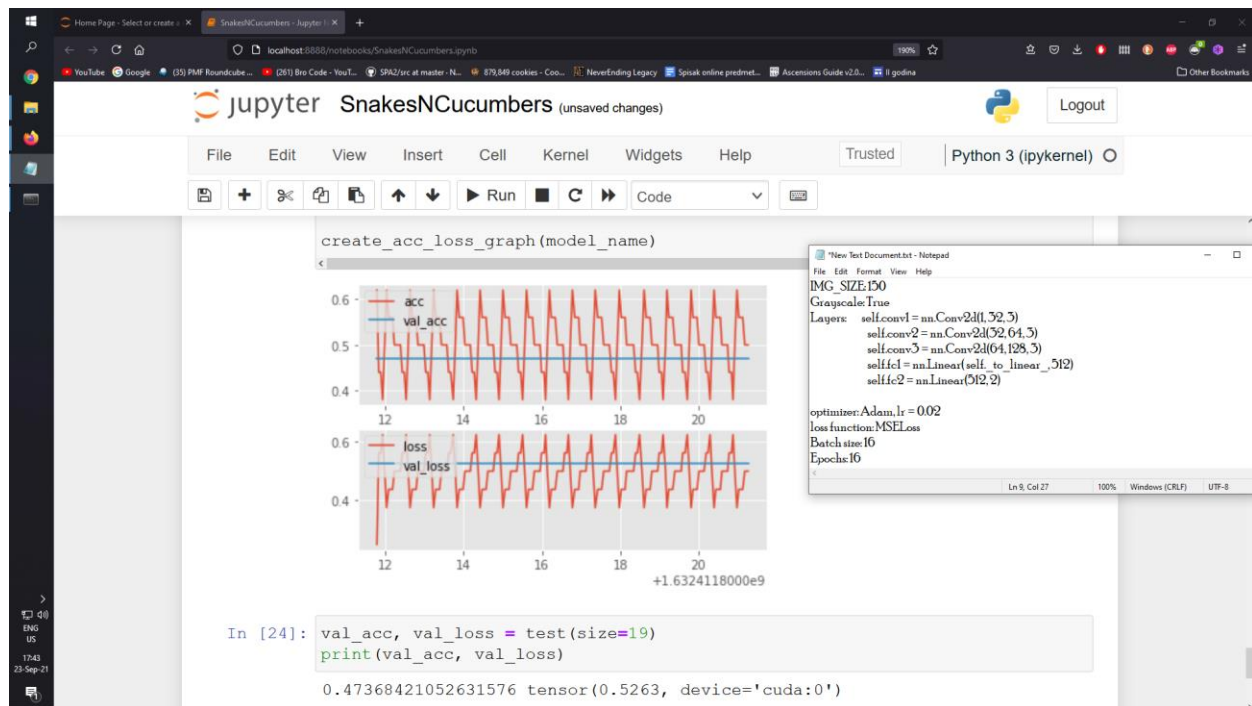 Home Page - Select or create a
SnakesNCucumbers - Jupyter
localhost:8888/notebooks/SnakesNCucumbers.ipynb
190%
YouTube
Google
(35) PMF Roundcube ...
(261) Bro Code - YouT...
SPA2/src at master · N...
879,849 cookies - Coo...
NeverEnding Legacy
Spisak online predmet...
Ascensions Guide v2.0...
II godina
Other Bookmarks
jupyter SnakesNCucumbers (unsaved changes)
Logout
File Edit View Insert Cell Kernel Widgets Help
Trusted
Python 3 (ipykernel)
Run
Code
create_acc_loss_graph(model_name)
0.6
0.5
0.4
acc
val_acc
12 14 16 18 20
0.6
0.4
loss
val_loss
12 14 16 18 20
+1.6324118000e9
*New Text Document.txt - Notepad
File Edit Format View Help
IMG_SIZE:150
Grayscale:True
Layers: self.conv1 = nn.Conv2d(1,32,3)
self.conv2 = nn.Conv2d(32,64,3)
self.conv3 = nn.Conv2d(64,128,3)
self.fc1 = nn.Linear(self._to_linear_,512)
self.fc2 = nn.Linear(512,2)
optimizer:Adam,lr = 0.02
loss function:MSELoss
Batch size:16
Epochs:16
Ln 9, Col 27
100%
Windows (CRLF)
UTF-8
In [24]: val_acc, val_loss = test(size=19)
print(val_acc, val_loss)
0.47368421052631576 tensor(0.5263, device='cuda:0')
ENG
US
17:43
23-Sep-21